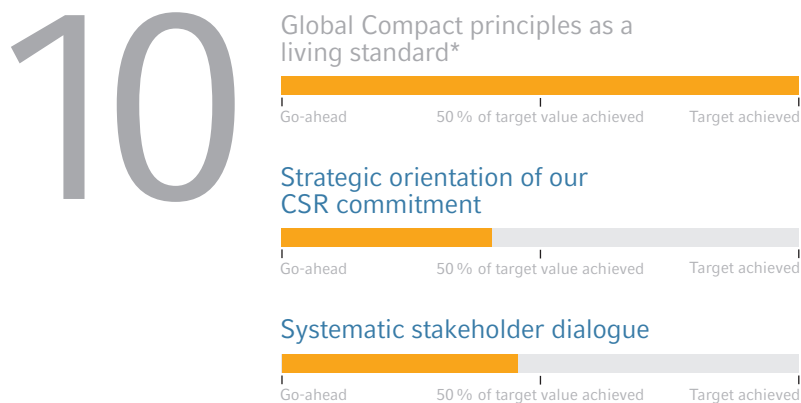 10
Global Compact principles as a
living standard*
Go-ahead 50 % of target value achieved Target achieved
Strategic orientation of our
CSR commitment
Go-ahead 50 % of target value achieved Target achieved
Systematic stakeholder dialogue
Go-ahead 50 % of target value achieved Target achieved